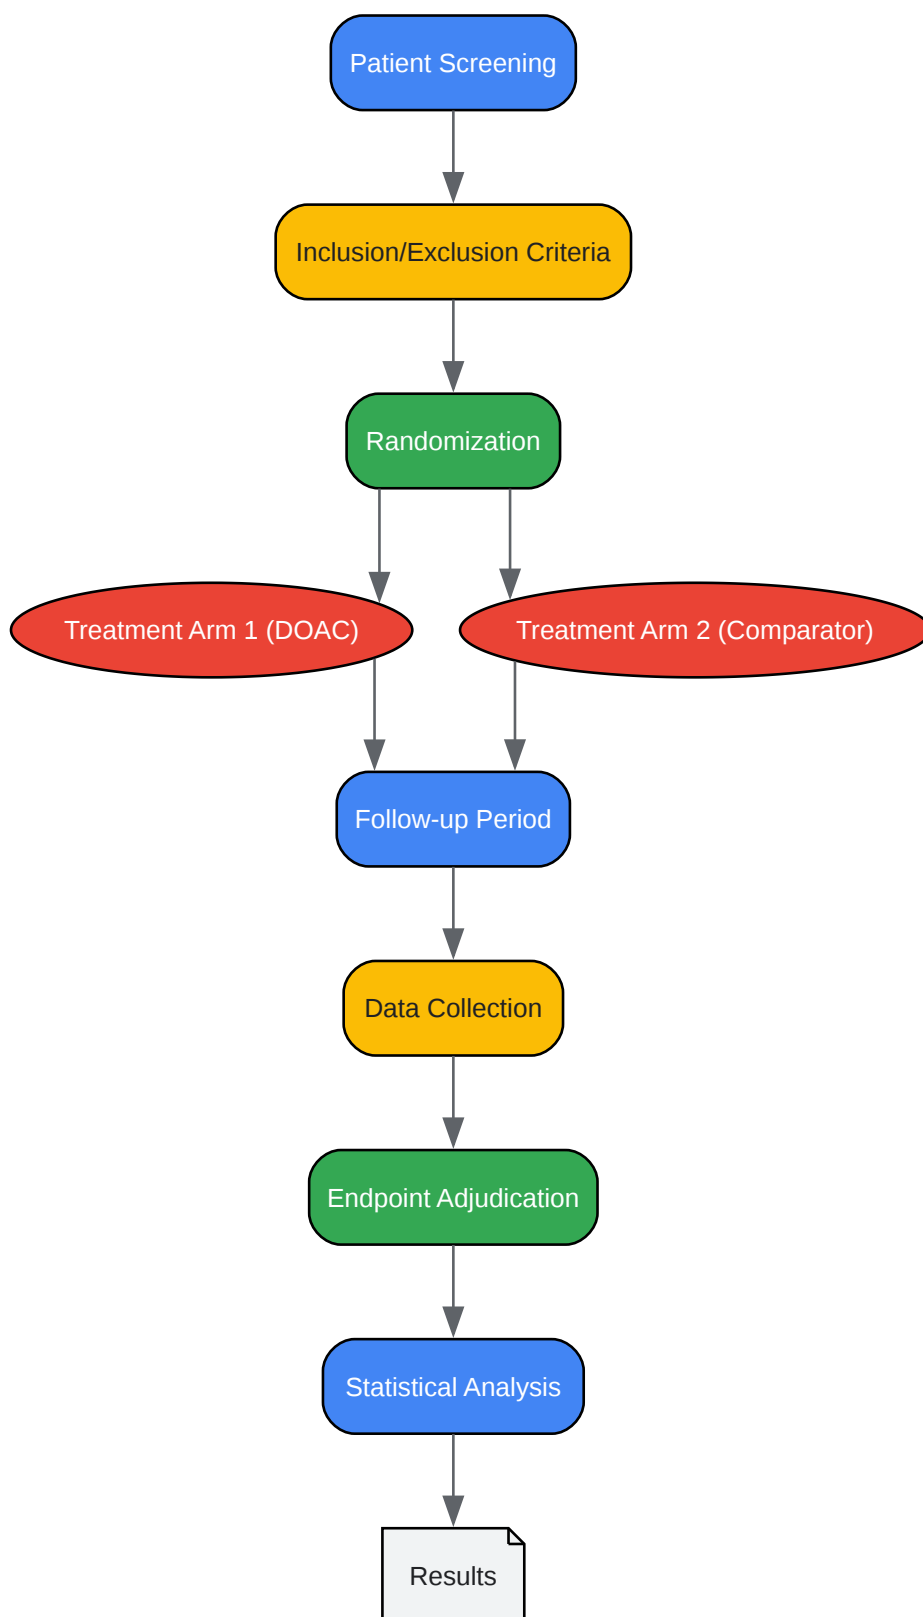 Patient Screening
Inclusion/Exclusion Criteria
Randomization
Treatment Arm 1 (DOAC)
Treatment Arm 2 (Comparator)
Follow-up Period
Data Collection
Endpoint Adjudication
Statistical Analysis
Results